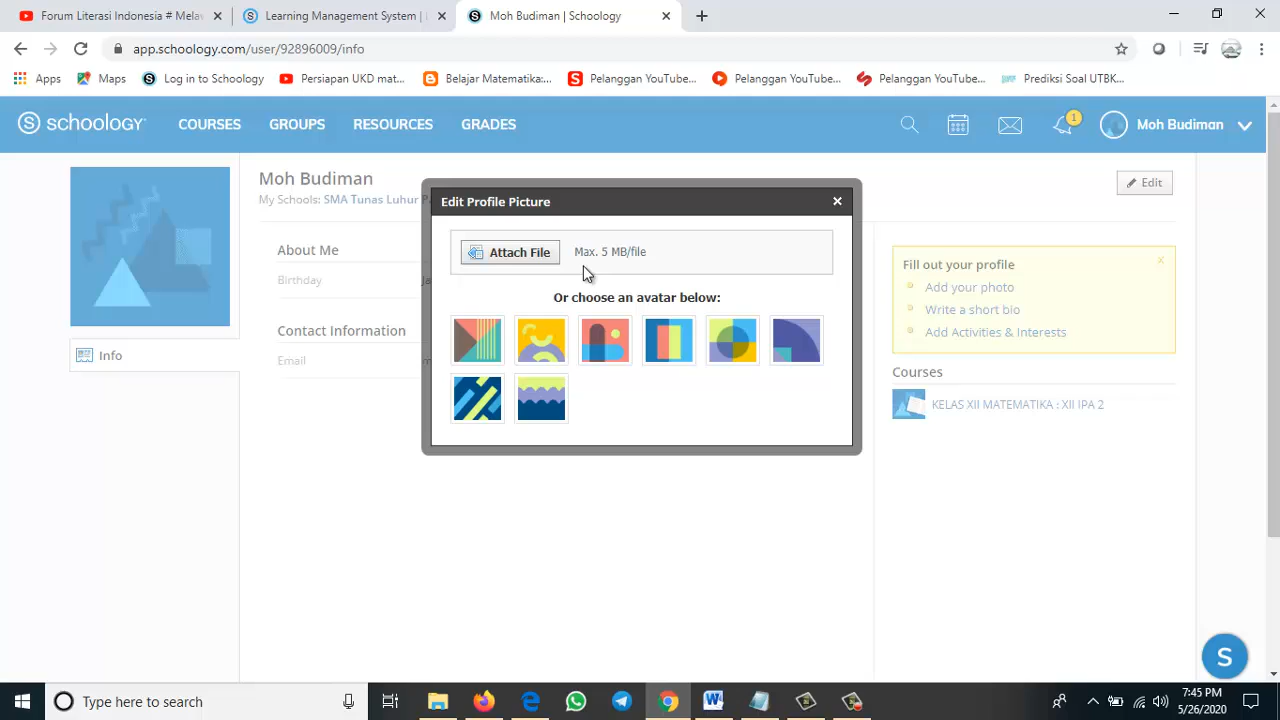 Forum Literasi Indonesia # Mela
Learning Management System |
Moh Budiman | Schoology
app.schoology.com/user/92896009/info
Apps
Maps
Log in to Schoology
Persiapan UKD mat...
Belajar Matematika:...
Pelanggan YouTube...
Pelanggan YouTube...
Pelanggan YouTube...
Prediksi Soal UTBK...
S schoology
COURSES
GROUPS
RESOURCES
GRADES
1
Moh Budiman
Moh Budiman
My Schools: SMA Tunas Luhur
Edit
Info
About Me
Birthday
Contact Information
Email
Edit Profile Picture
Attach File
Max. 5 MB/file
Or choose an avatar below:
Fill out your profile
x
Add your photo
Write a short bio
Add Activities & Interests
Courses
KELAS XII MATEMATIKA : XII IPA 2
S
Type here to search
7:45 PM
5/26/2020